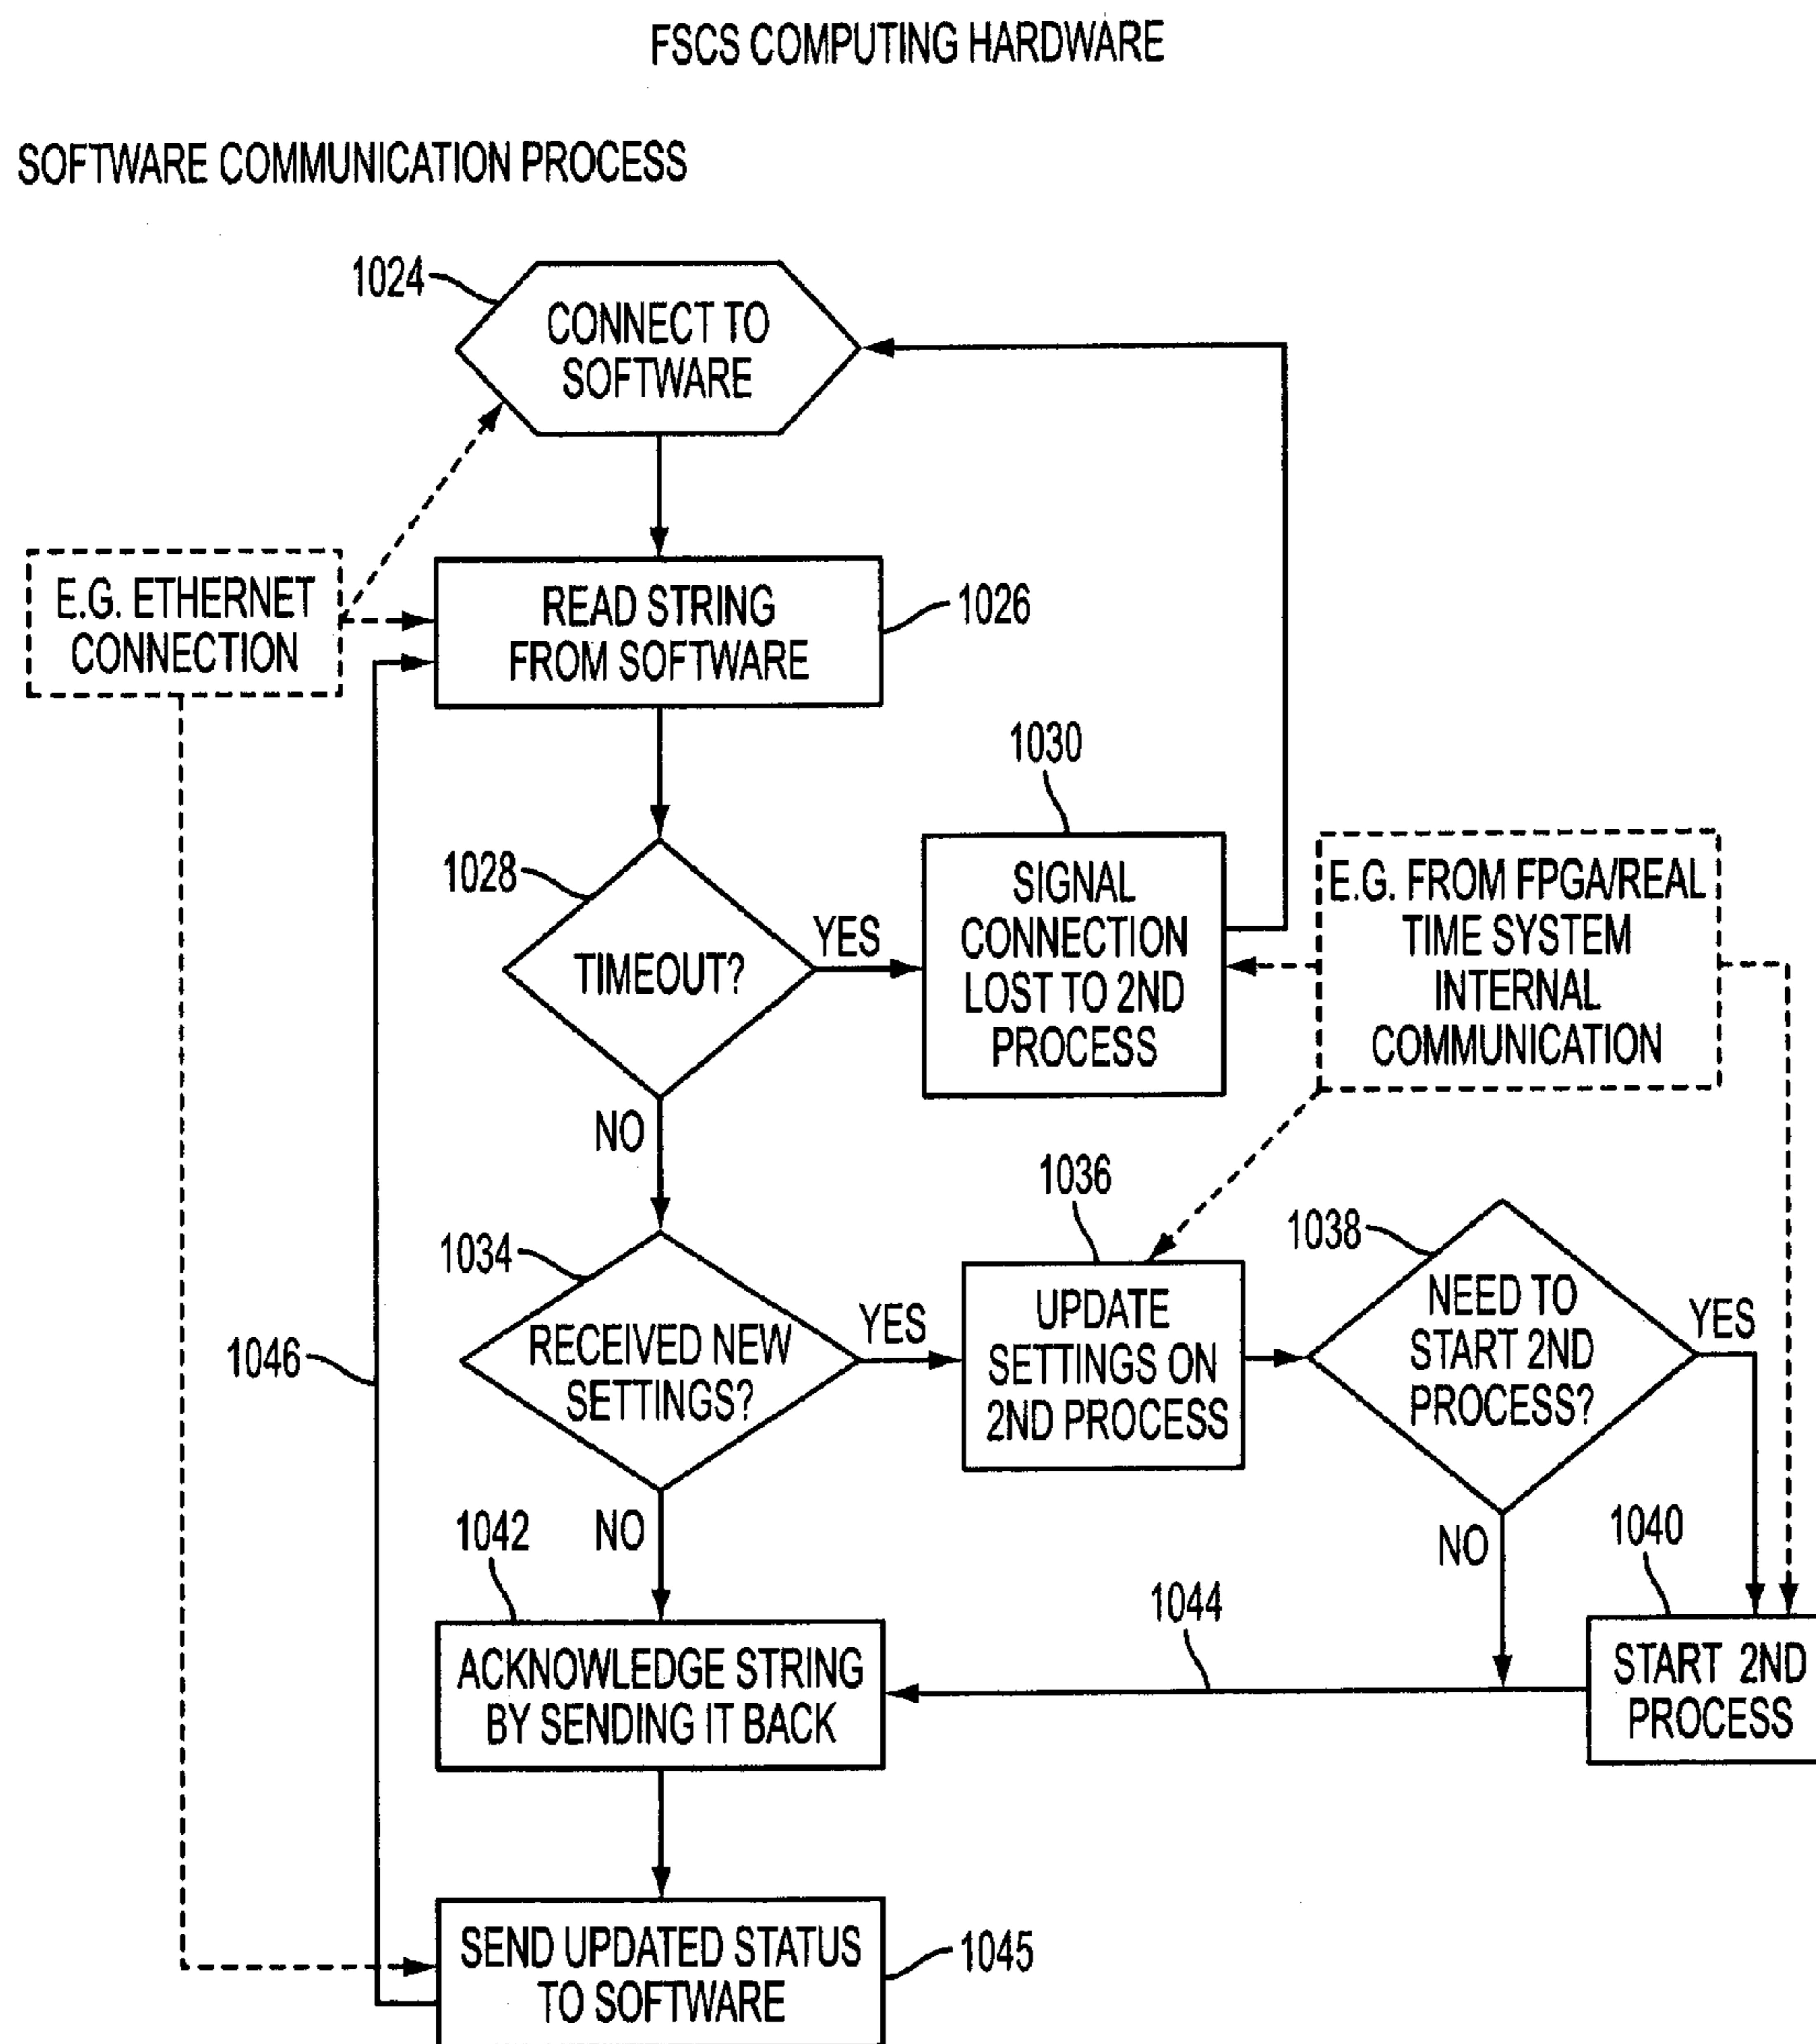 FSCS COMPUTING HARDWARE
SOFTWARE COMMUNICATION PROCESS
1024
CONNECT TO
SOFTWARE
E.G. ETHERNET
CONNECTION
READ STRING
FROM SOFTWARE
1026
1028
TIMEOUT?
YES
NO
1030
SIGNAL
CONNECTION
LOST TO 2ND
PROCESS
E.G. FROM FPGA/REAL
TIME SYSTEM
INTERNAL
COMMUNICATION
1034
RECEIVED NEW
SETTINGS?
YES
NO
1036
UPDATE
SETTINGS ON
2ND PROCESS
1038
NEED TO
START 2ND
PROCESS?
YES
NO
1040
START 2ND
PROCESS
1046
1042
ACKNOWLEDGE STRING
BY SENDING IT BACK
1044
SEND UPDATED STATUS
TO SOFTWARE
1045